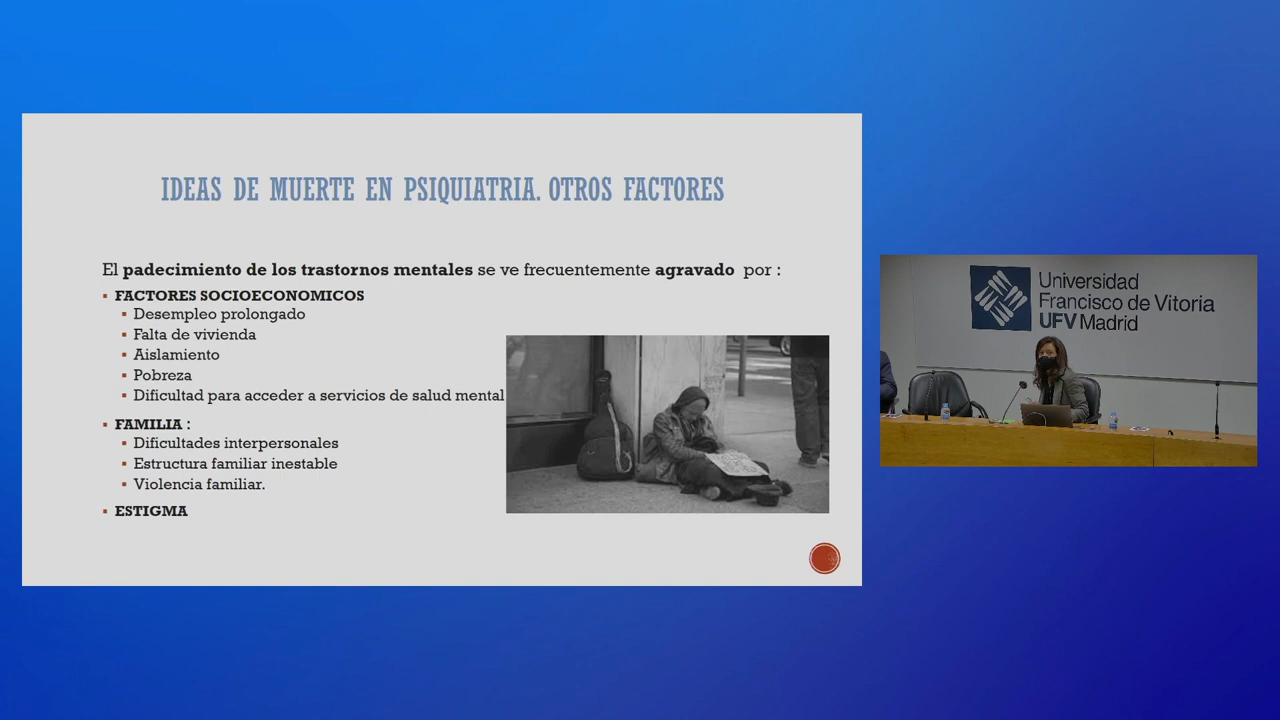 IDEAS DE MUERTE EN PSIQUIATRIA. OTROS FACTORES
El padecimiento de los trastornos mentales se ve frecuentemente agravado por :
FACTORES SOCIOECONOMICOS
Desempleo prolongado
Falta de vivienda
Aislamiento
Pobreza
Dificultad para acceder a servicios de salud mental
FAMILIA :
Dificultades interpersonales
Estructura familiar inestable
Violencia familiar.
ESTIGMA
Universidad
Francisco de Vitoria
UFV Madrid